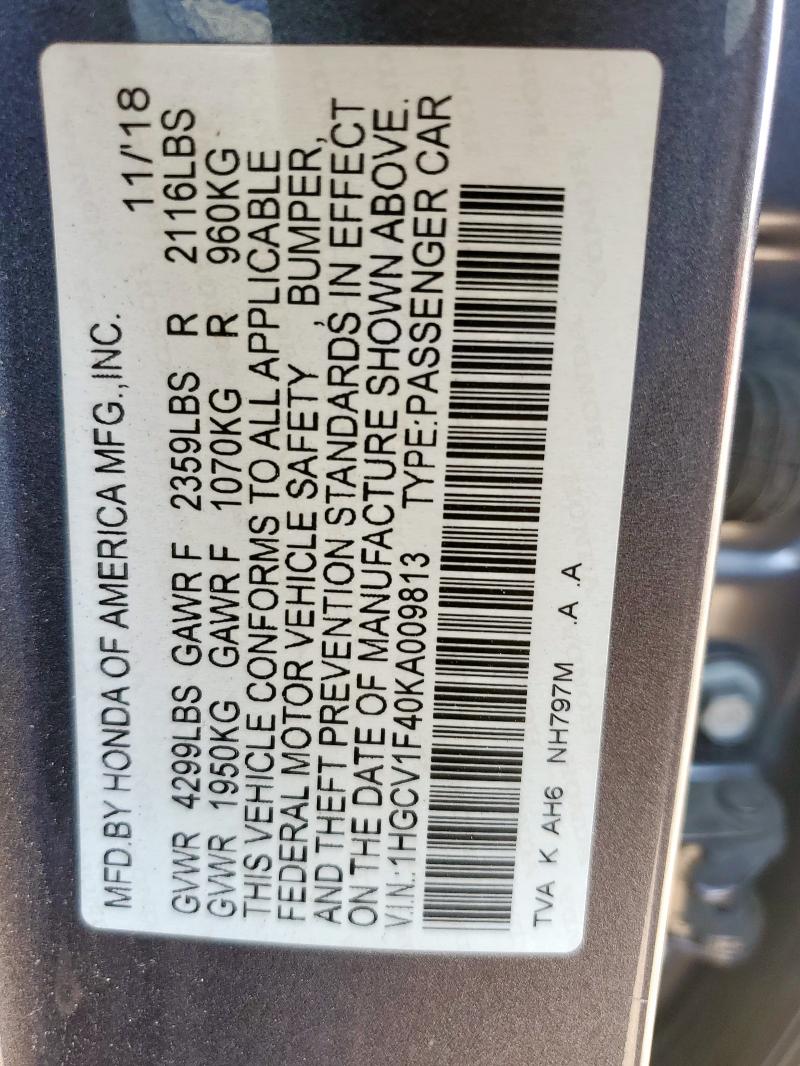 MFD.BY HONDA OF AMERICA MFG.,INC. 11/'18
GVWR 4299LBS GAWR F 2359LBS R 2116LBS
GVWR 1950KG GAWR F 1070KG R 960KG
THIS VEHICLE CONFORMS TO ALL APPLICABLE
FEDERAL MOTOR VEHICLE SAFETY, BUMPER,
AND THEFT PREVENTION STANDARDS IN EFFECT
ON THE DATE OF MANUFACTURE SHOWN ABOVE.
V.I.N.:1HGCV1F40KA009813 TYPE:PASSENGER CAR
TVA K AH6 NH797M .A .A